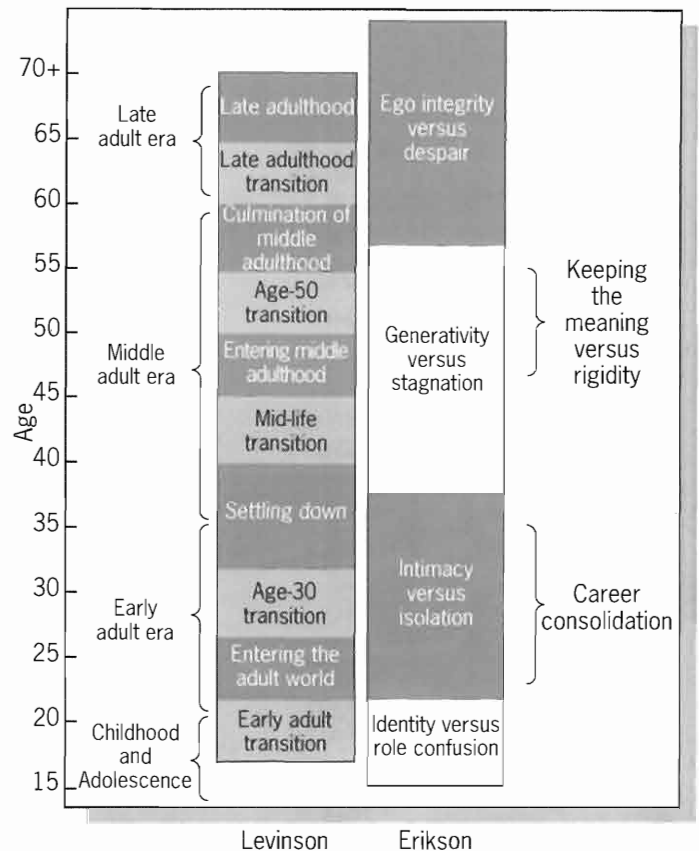 70+
65
60
55
50
45
40
35
30
25
20
15
Age
Late
adult era
Middle
adult era
Early
adult era
Childhood
and
Adolescence
Late adulthood
Late adulthood
transition
Culmination of
middle
adulthood
Age-50
transition
Entering middle
adulthood
Mid-life
transition
Settling down
Age-30
transition
Entering the
adult world
Early adult
transition
Ego integrity
versus
despair
Generativity
versus
stagnation
Intimacy
versus
isolation
Identity versus
role confusion
Keeping
the
meaning
versus
rigidity
Career
consolidation
Levinson
Erikson